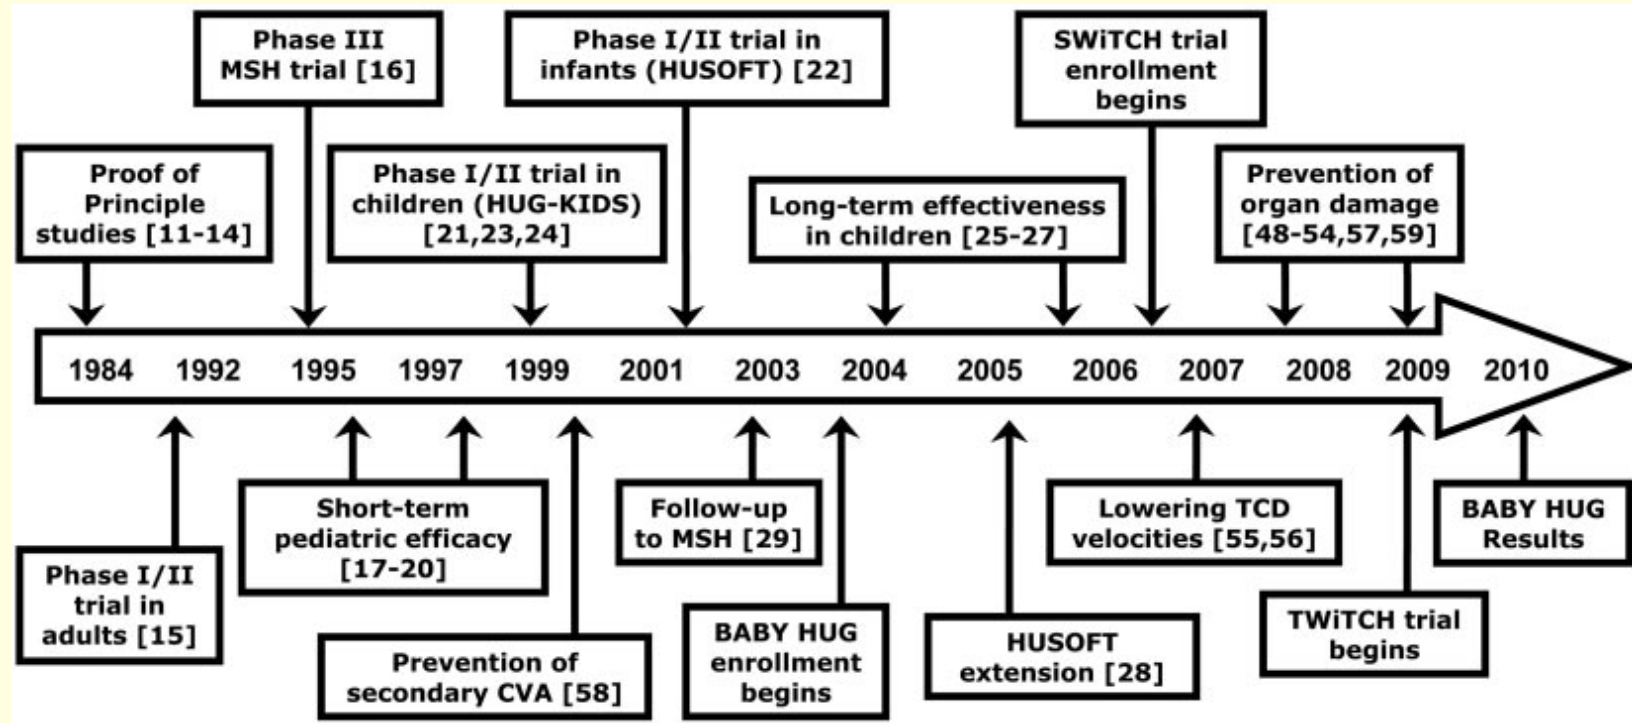 Phase III
MSH trial [16]
Phase I/II trial in
infants (HUSOFT) [22]
SWiTCH trial
enrollment
begins
Proof of
Principle
studies [11-14]
Phase I/II trial in
children (HUG-KIDS)
[21,23,24]
Long-term effectiveness
in children [25-27]
Prevention of
organ damage
[48-54,57,59]
1984 1992 1995 1997 1999 2001 2003 2004 2005 2006 2007 2008 2009 2010
Phase I/II
trial in
adults [15]
Short-term
pediatric efficacy
[17-20]
Prevention of
secondary CVA [58]
Follow-up
to MSH [29]
BABY HUG
enrollment
begins
HUSOFT
extension [28]
Lowering TCD
velocities [55,56]
TWiTCH trial
begins
BABY HUG
Results